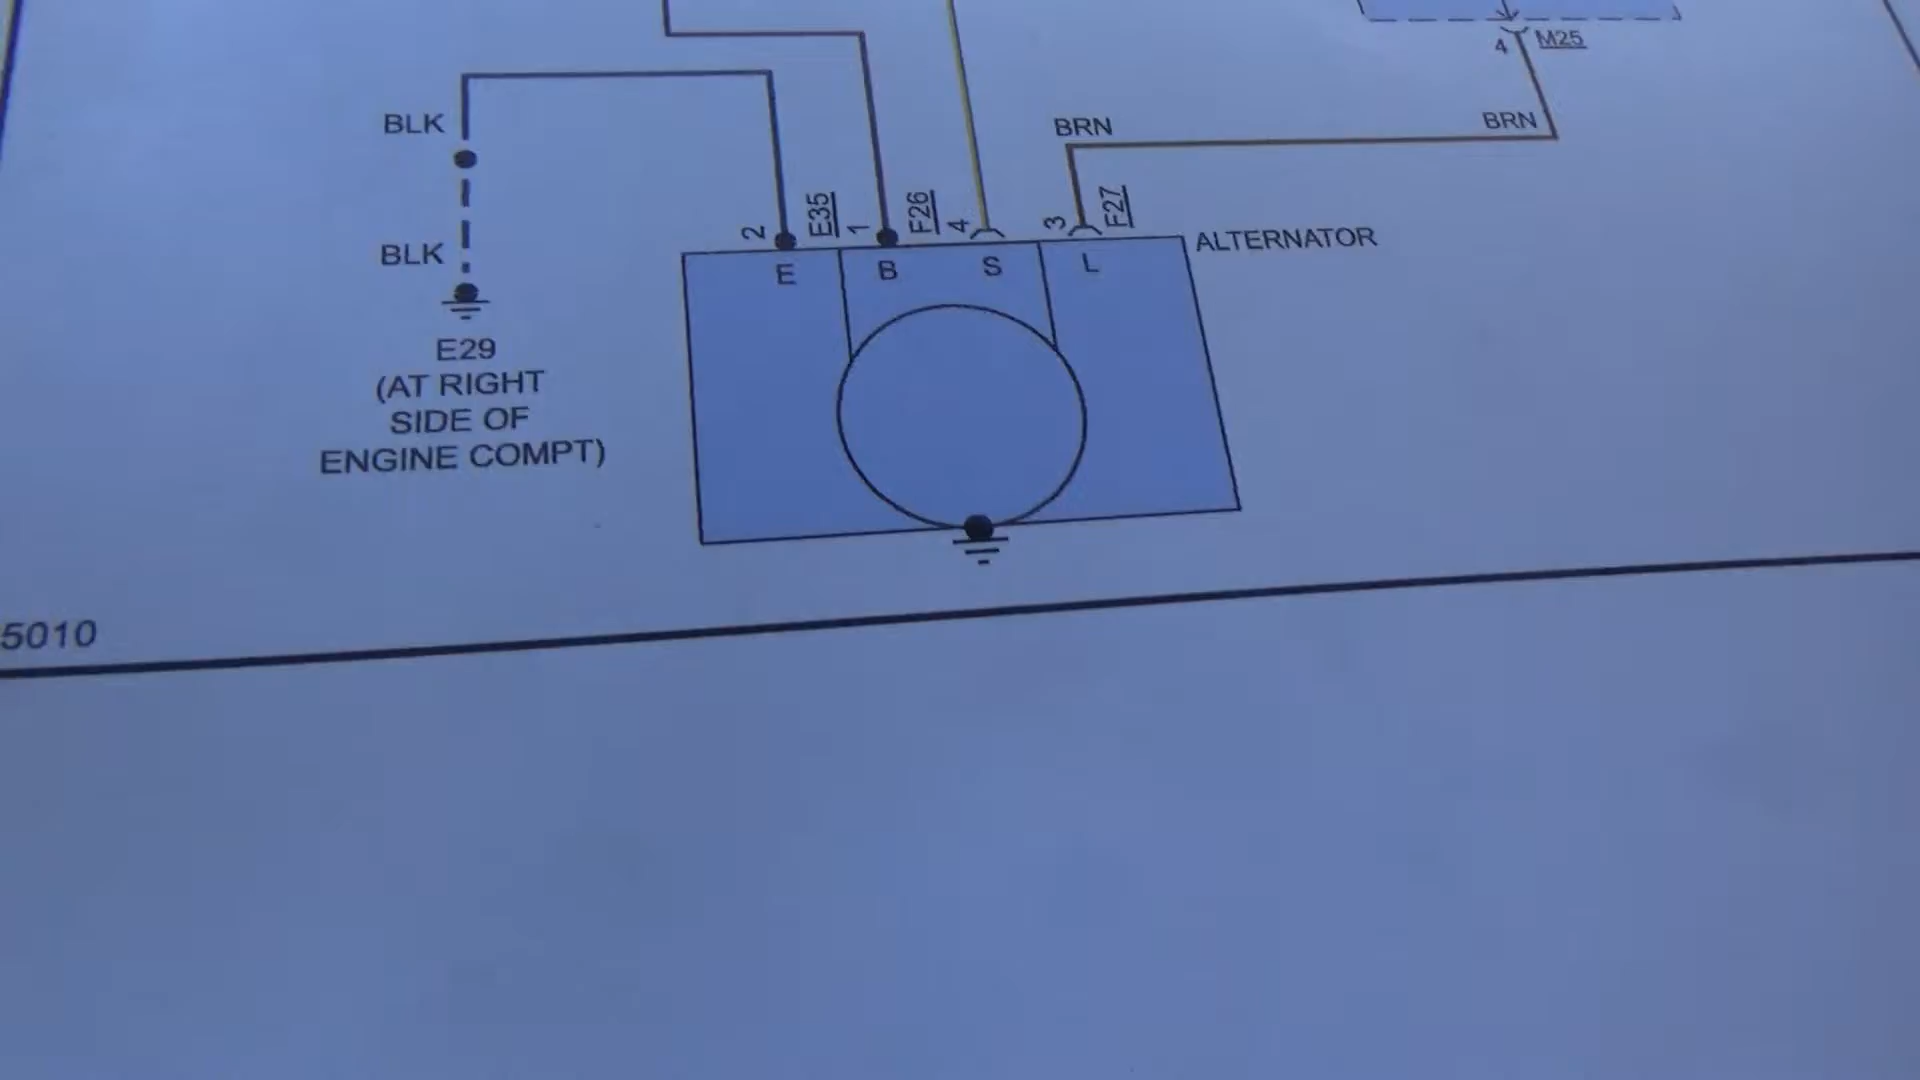 4 M25
BLK
BRN
BRN
2 E35 1 F26 4 3 F27
ALTERNATOR
BLK
E B S L
E29
(AT RIGHT
SIDE OF
ENGINE COMPT)
5010